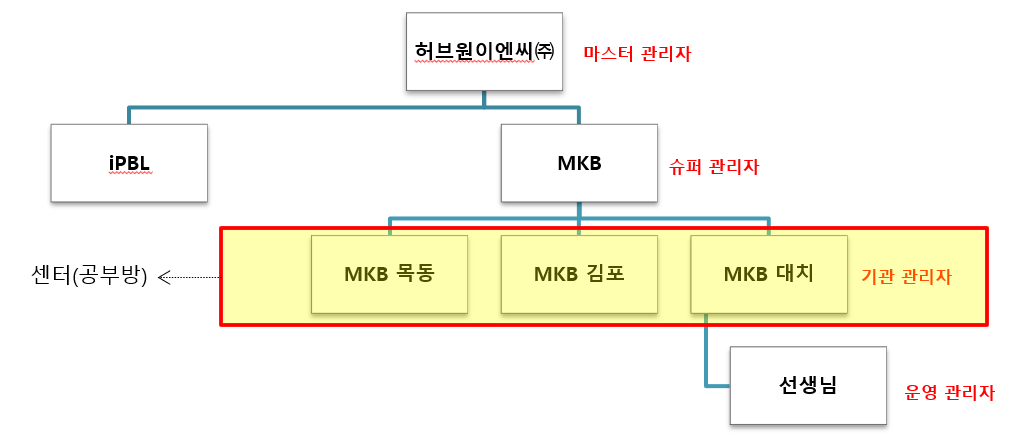 허브원이엔씨㈜
마스터 관리자
iPBL
MKB
슈퍼 관리자
센터(공부방)
MKB 목동
MKB 김포
MKB 대치
기관 관리자
선생님
운영 관리자